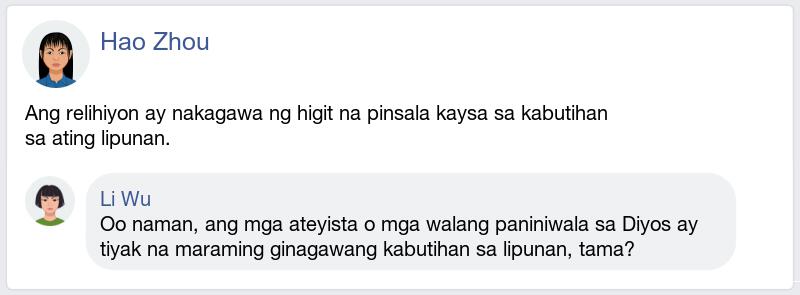 Hao Zhou
Ang relihiyon ay nakagawa ng higit na pinsala kaysa sa kabutihan
sa ating lipunan.
Li Wu
Oo naman, ang mga ateyista o mga walang paniniwala sa Diyos ay
tiyak na maraming ginagawang kabutihan sa lipunan, tama?